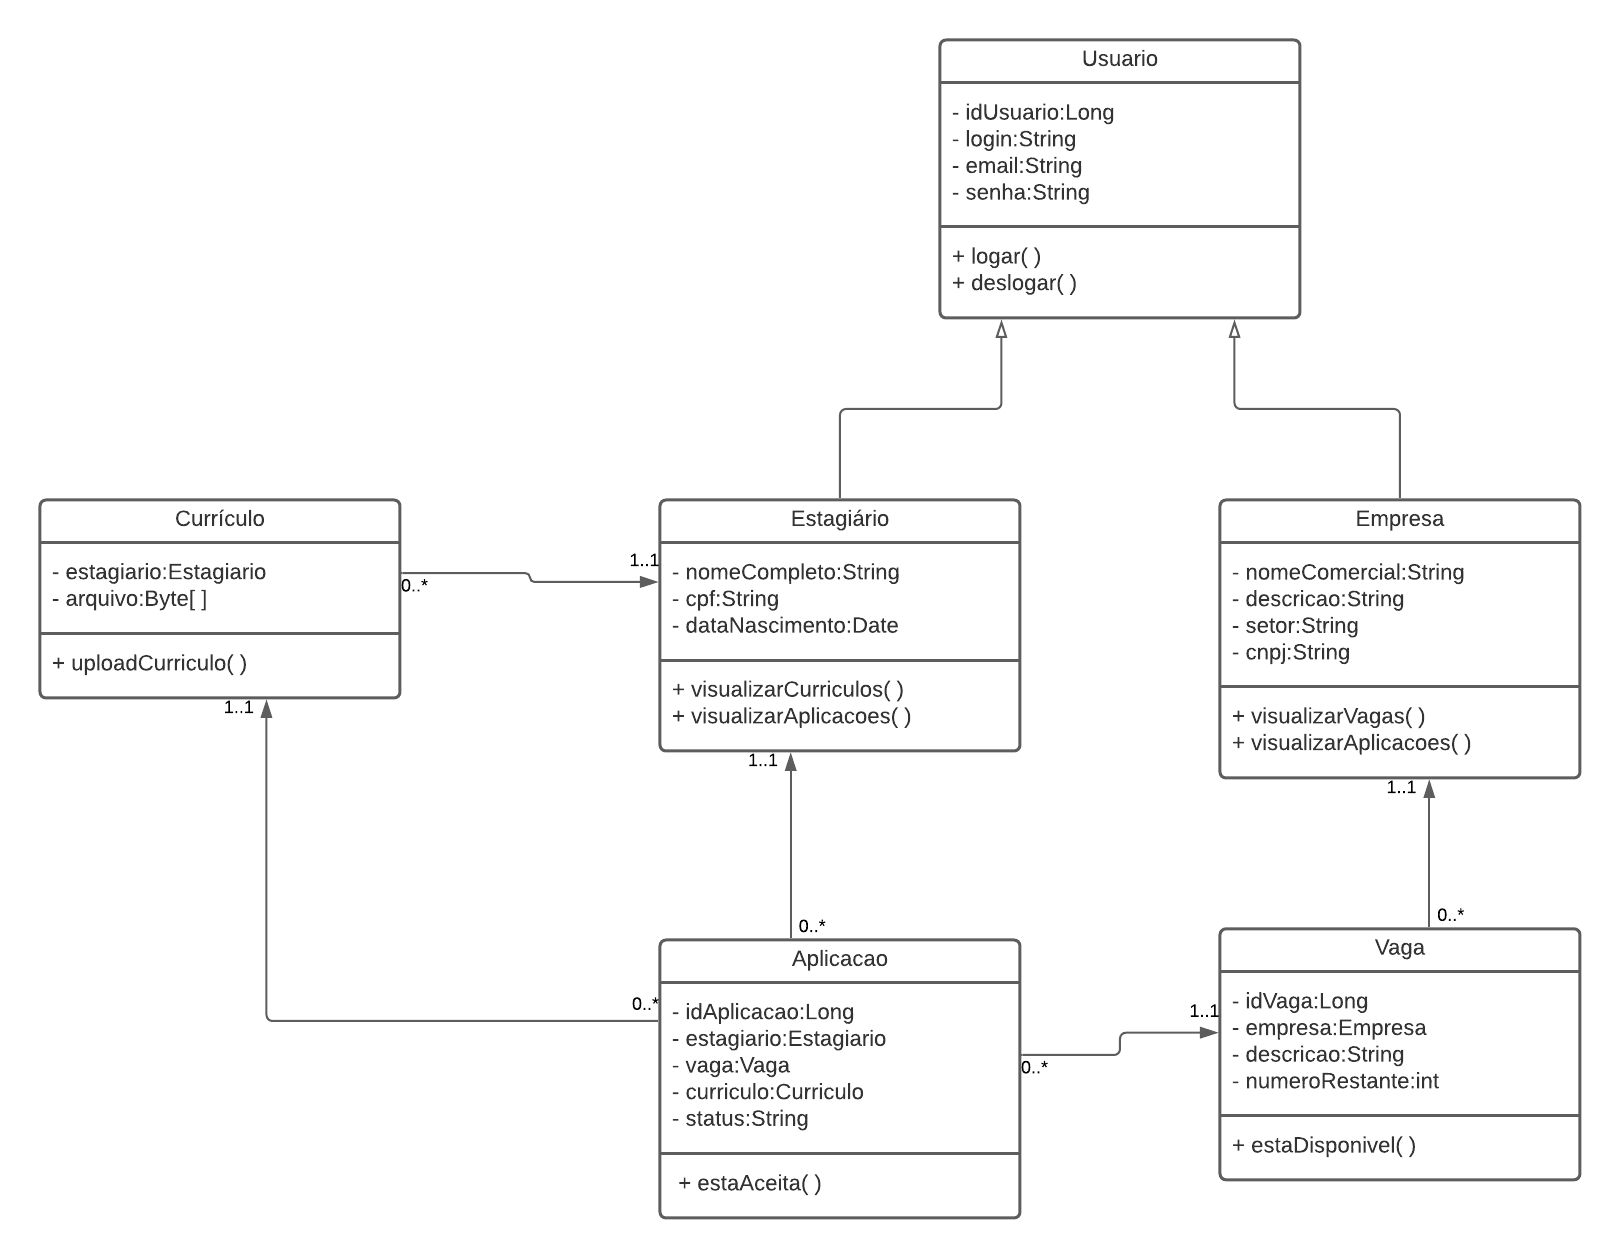 Usuario
- idUsuario:Long
- login:String
- email:String
- senha:String
+ logar( )
+ deslogar( )
Currículo
- estagiario:Estagiario
- arquivo:Byte[ ]
+ uploadCurriculo( )
0..*
1..1
1..1
Estagiário
- nomeCompleto:String
- cpf:String
- dataNascimento:Date
+ visualizarCurriculos( )
+ visualizarAplicacoes( )
1..1
0..*
Empresa
- nomeComercial:String
- descricao:String
- setor:String
- cnpj:String
+ visualizarVagas( )
+ visualizarAplicacoes( )
1..1
0..*
Aplicacao
- idAplicacao:Long
- estagiario:Estagiario
- vaga:Vaga
- curriculo:Curriculo
- status:String
+ estaAceita( )
0..*
0..*
1..1
Vaga
- idVaga:Long
- empresa:Empresa
- descricao:String
- numeroRestante:int
+ estaDisponivel( )